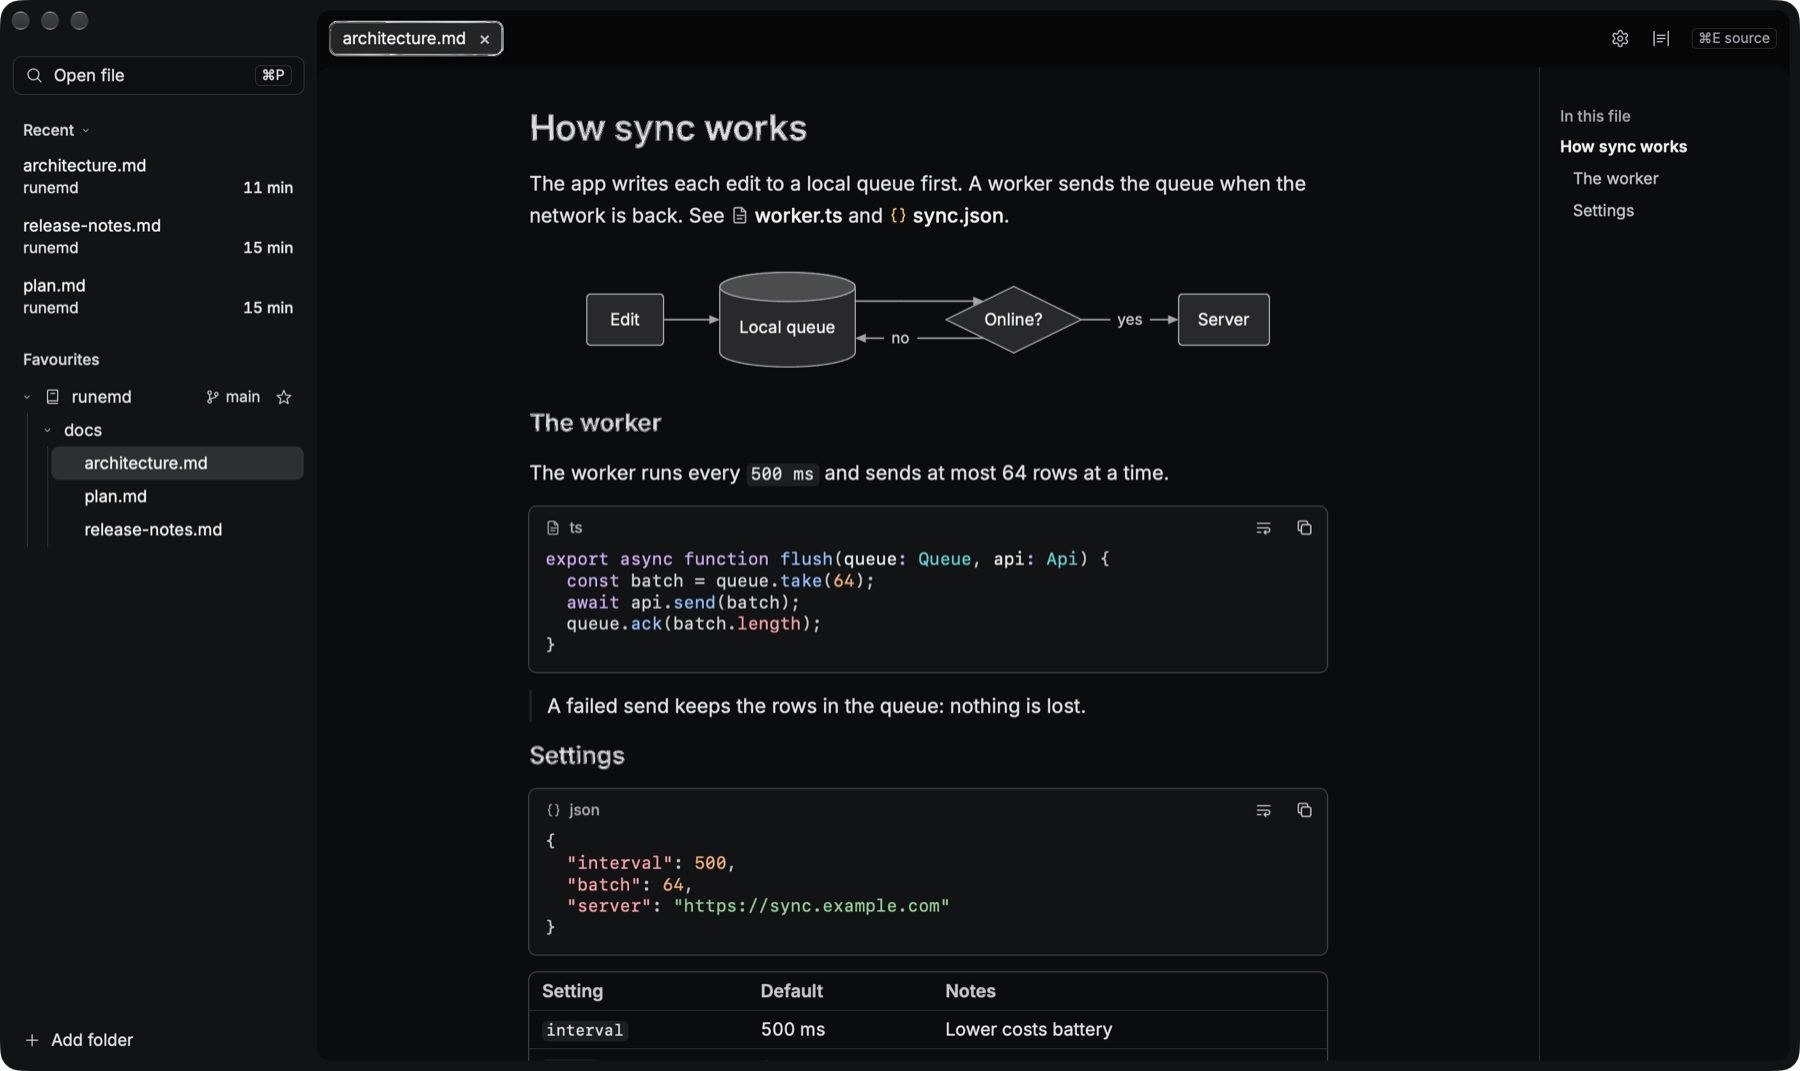 architecture.md
⌘E source
Open file ⌘P
Recent
architecture.md
runemd 11 min
release-notes.md
runemd 15 min
plan.md
runemd 15 min
Favourites
runemd main
docs
architecture.md
plan.md
release-notes.md
Add folder
How sync works
The app writes each edit to a local queue first. A worker sends the queue when the
network is back. See worker.ts and {} sync.json.
Edit
Local queue
Online?
no
yes
Server
The worker
The worker runs every 500 ms and sends at most 64 rows at a time.
ts
export async function flush(queue: Queue, api: Api) {
  const batch = queue.take(64);
  await api.send(batch);
  queue.ack(batch.length);
}
A failed send keeps the rows in the queue: nothing is lost.
Settings
{} json
{
  "interval": 500,
  "batch": 64,
  "server": "https://sync.example.com"
}
Setting Default Notes
interval 500 ms Lower costs battery
In this file
How sync works
The worker
Settings